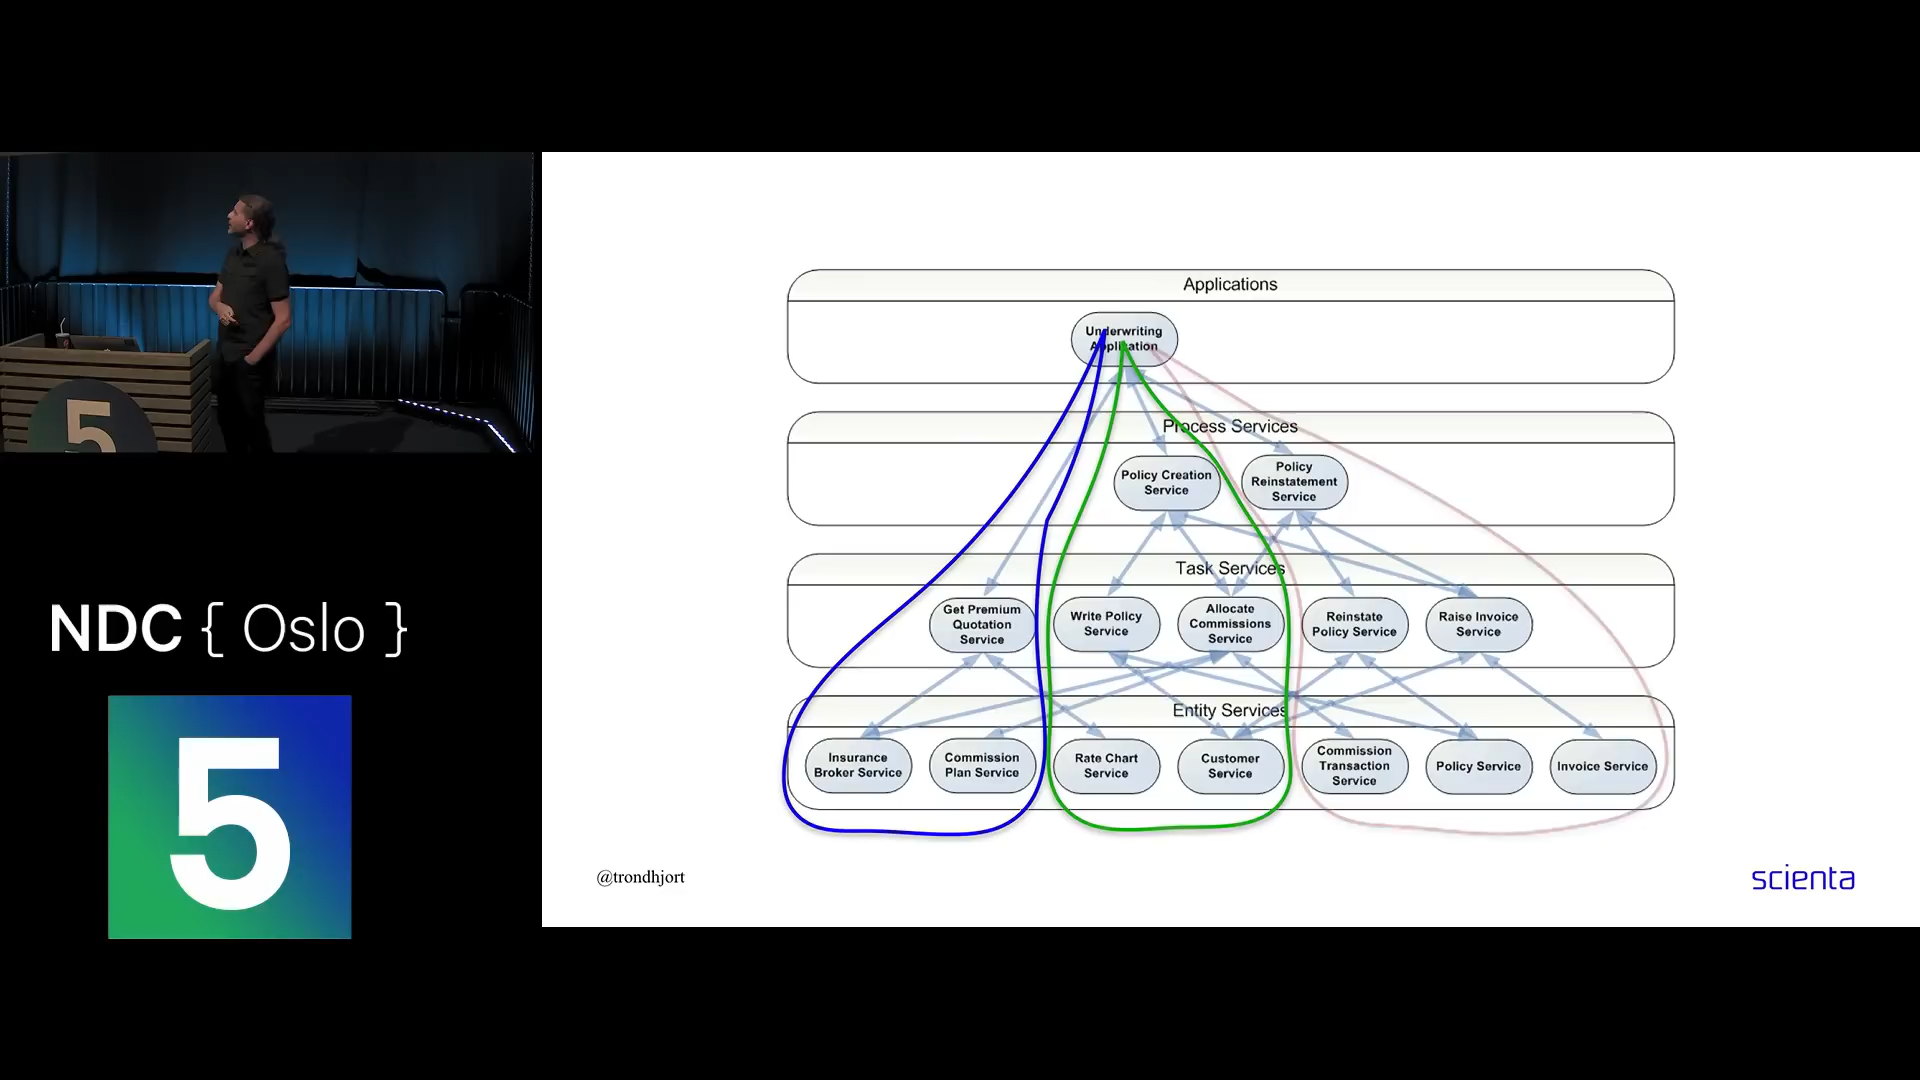 5
NDC { Oslo }
5
Applications
Underwriting
Application
Process Services
Policy Creation
Service
Policy
Reinstatement
Service
Task Services
Get Premium
Quotation
Service
Write Policy
Service
Allocate
Commissions
Service
Reinstate
Policy Service
Raise Invoice
Service
Entity Services
Insurance
Broker Service
Commission
Plan Service
Rate Chart
Service
Customer
Service
Commission
Transaction
Service
Policy Service
Invoice Service
@trondhjort
scienta